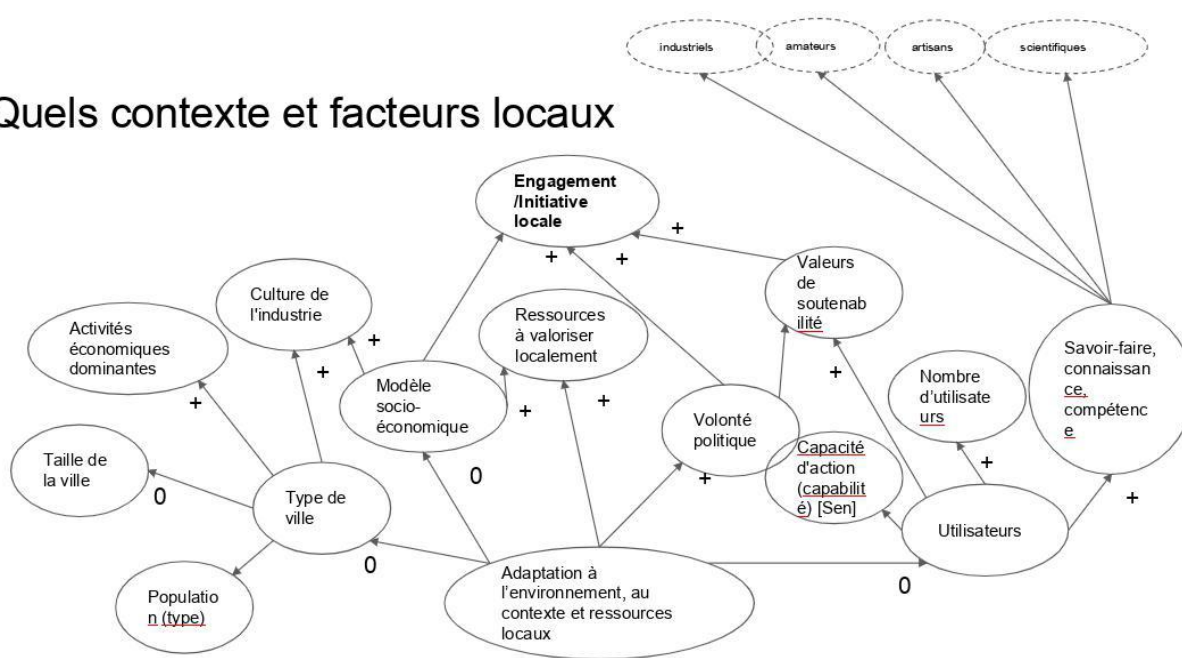 industriels
amateurs
artisans
scientifiques
Quels contexte et facteurs locaux
Engagement
/Initiative
locale
+
+
+
Valeurs
de
soutenab
ilité
Culture de
l'industrie
Ressources
à valoriser
localement
Activités
économiques
dominantes
+
+
Savoir-faire,
connaissan
ce,
compétenc
e
Modèle
socio-
économique
+
+
+
+
Nombre
d'utilisate
urs
Volonté
politique
Taille de
la ville
0
Capacité
d'action
(capabilit
é) [Sen]
0
+
+
+
Type de
ville
Utilisateurs
0
0
Adaptation à
l'environnement, au
contexte et ressources
locaux
Populatio
n (type)